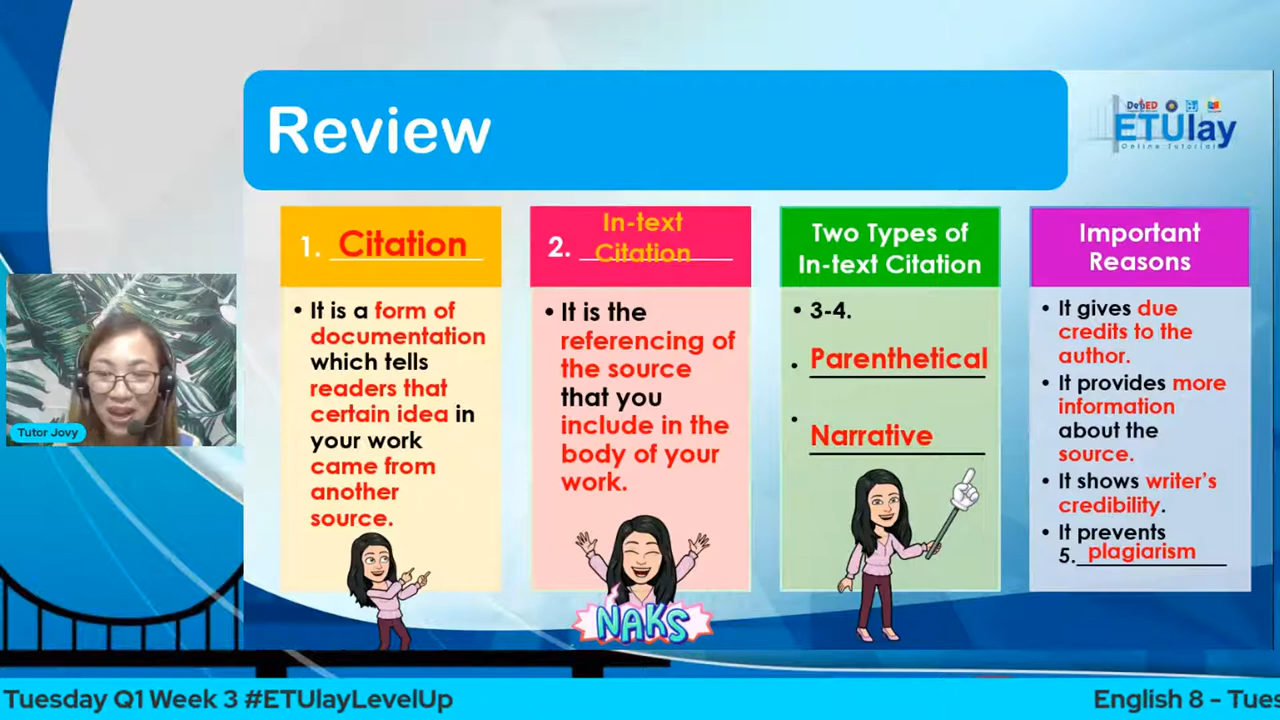 Review
DepED
ETUlay
Online Tutorial
1. Citation
• It is a form of
documentation
which tells
readers that
certain idea in
your work
came from
another
source.
2. In-text
Citation
• It is the
referencing of
the source
that you
include in the
body of your
work.
NAKS
Two Types of
In-text Citation
• 3-4.
• Parenthetical
• Narrative
Important
Reasons
• It gives due
credits to the
author.
• It provides more
information
about the
source.
• It shows writer's
credibility.
• It prevents
5. plagiarism
Tutor Jovy
Tuesday Q1 Week 3 #ETUlayLevelUp
English 8 - Tues